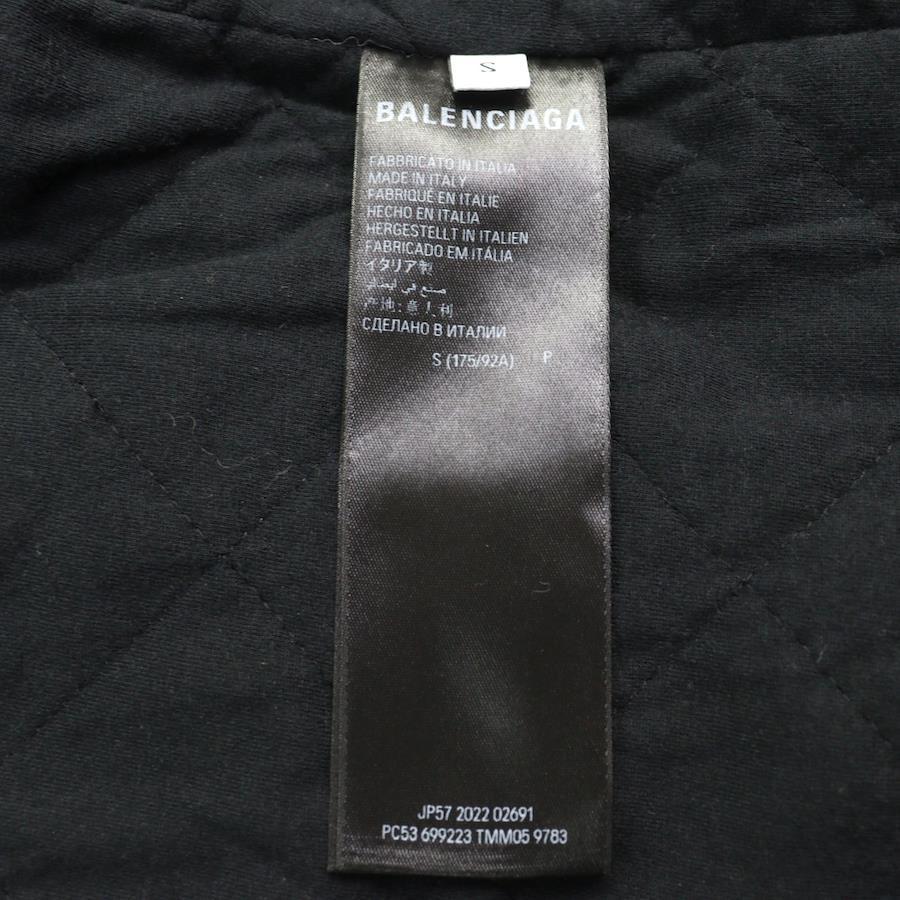 S
BALENCIAGA
FABBRICATO IN ITALIA
MADE IN ITALY
FABRIQUÉ EN ITALIE
HECHO EN ITALIA
HERGESTELLT IN ITALIEN
FABRICADO EM ITÁLIA
イタリア製
صنع في
产地: 意大利
СДЕЛАНО В ИТАЛИИ
S (175/92A) P
JP57 2022 02691
PC53 699223 TMM05 9783